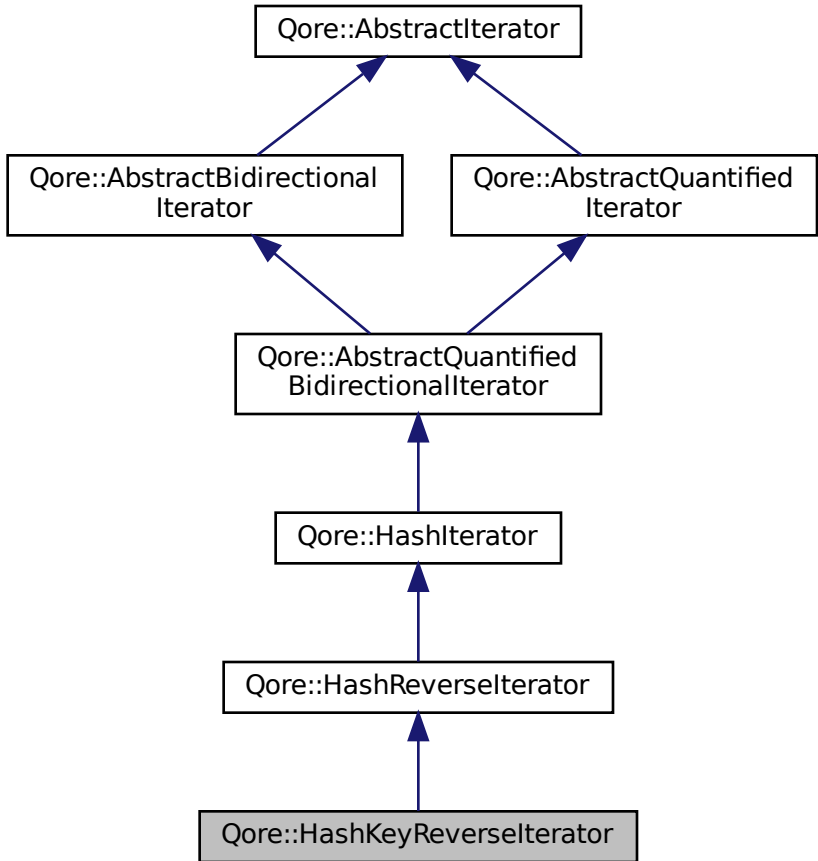 Qore::AbstractIterator
Qore::AbstractBidirectional
Iterator
Qore::AbstractQuantified
Iterator
Qore::AbstractQuantified
BidirectionalIterator
Qore::HashIterator
Qore::HashReverseIterator
Qore::HashKeyReverseIterator